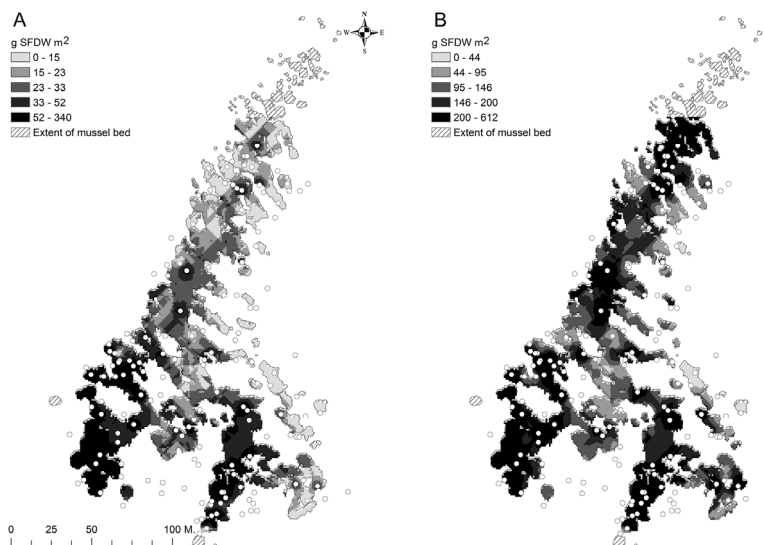 A
g SFDW m2
0 - 15
15 - 23
23 - 33
33 - 52
52 - 340
Extent of mussel bed
N
W E
S
B
g SFDW m2
0 - 44
44 - 95
95 - 146
146 - 200
200 - 612
Extent of mussel bed
0 25 50 100 M.